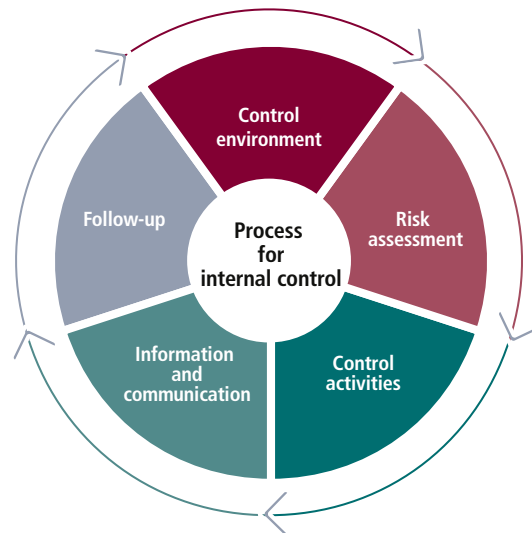 Control
environment
Risk
assessment
Control
activities
Information
and
communication
Follow-up
Process
for
internal control